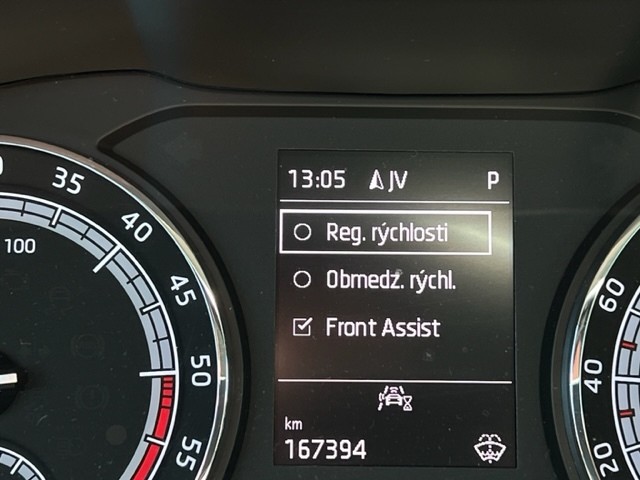 13:05 JV P
Reg. rýchlosti
Obmedz. rýchl.
Front Assist
km
167394
35
40
45
50
55
100
60
40
20